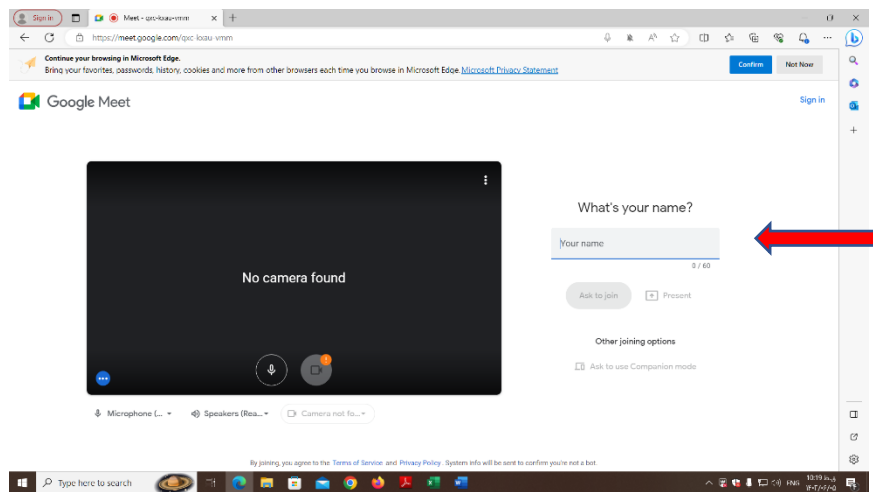 Sign in
Meet - qxc-koau-vmm
https://meet.google.com/qxc-koau-vmm
Continue your browsing in Microsoft Edge.
Bring your favorites, passwords, history, cookies and more from other browsers each time you browse in Microsoft Edge. Microsoft Privacy Statement
Confirm
Not Now
Google Meet
Sign in
No camera found
What's your name?
Your name
0 / 60
Ask to join
Present
Other joining options
Ask to use Companion mode
Microphone (...
Speakers (Rea...
Camera not fo...
By joining, you agree to the Terms of Service and Privacy Policy. System info will be sent to confirm you're not a bot.
Type here to search
ENG
10:19